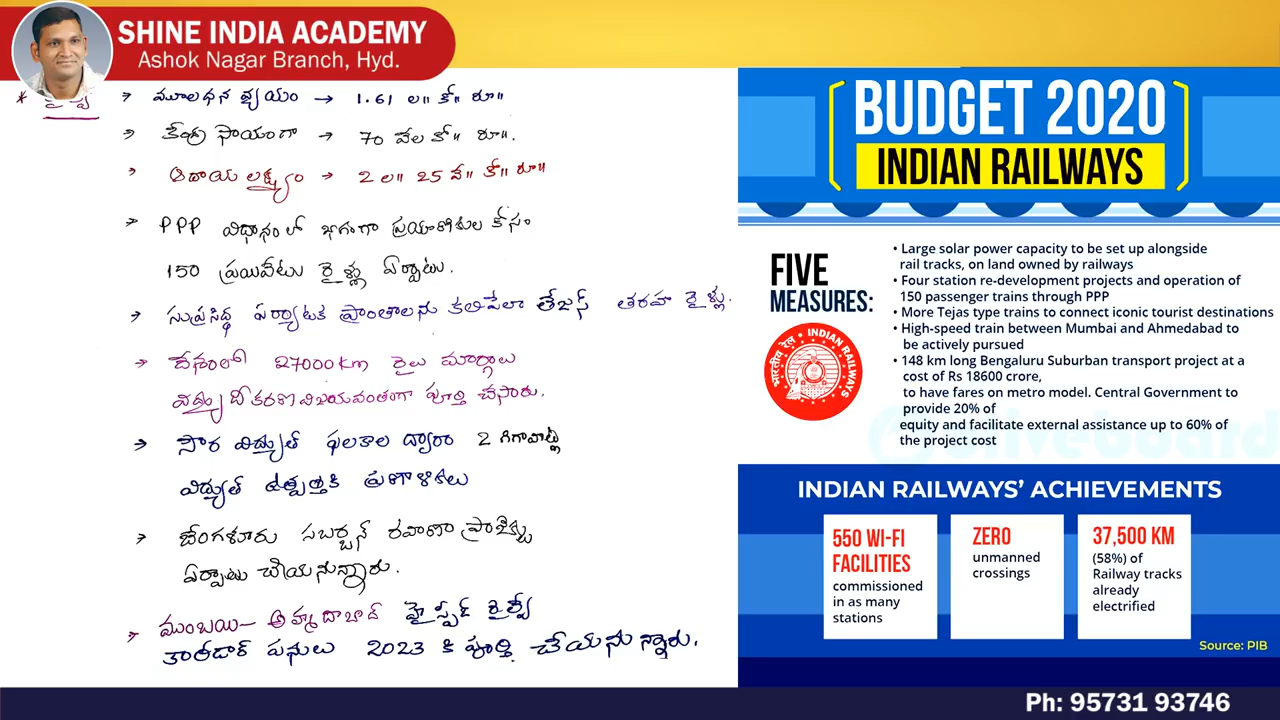 SHINE INDIA ACADEMY
Ashok Nagar Branch, Hyd.
* రైల్వే → మూలధన వ్యయం → 1.61 ల॥ కో॥ రూ॥
→ కేంద్ర సాయంగా → 70 వేల కో॥ రూ॥.
→ ఆదాయ లక్ష్యం → 2 ల॥ 25 వే॥ కో॥ రూ॥
→ PPP విధానంలో భాగంగా ప్రయాణికుల కోసం
150 ప్రయివేటు రైళ్లు ఏర్పాటు.
→ సుప్రసిద్ధ పర్యాటక ప్రాంతాలను కలిపేలా తేజస్ తరహా రైళ్లు.
→ దేశంలో 27000 Km రైలు మార్గాలు
విద్యుదీకరణ విజయవంతంగా పూర్తి చేసారు.
→ సౌర విద్యుత్ ఫలకాల ద్వారా 2 గిగావాట్ల
విద్యుత్ ఉత్పత్తికి ప్రణాళికలు
→ బెంగళూరు సబర్బన్ రవాణా ప్రాజెక్టు
ఏర్పాటు చేయనున్నారు.
→ ముంబయి - అహ్మదాబాద్ హైస్పీడ్ రైల్వే
కారిడార్ పనులు 2023 కి పూర్తి చేయనున్నారు.
BUDGET 2020
INDIAN RAILWAYS
FIVE
MEASURES:
• Large solar power capacity to be set up alongside
rail tracks, on land owned by railways
• Four station re-development projects and operation of
150 passenger trains through PPP
• More Tejas type trains to connect iconic tourist destinations
• High-speed train between Mumbai and Ahmedabad to
be actively pursued
• 148 km long Bengaluru Suburban transport project at a
cost of Rs 18600 crore,
to have fares on metro model. Central Government to
provide 20% of
equity and facilitate external assistance up to 60% of
the project cost
भारतीय रेल
INDIAN RAILWAYS
INDIAN RAILWAYS' ACHIEVEMENTS
550 WI-FI
FACILITIES
commissioned
in as many
stations
ZERO
unmanned
crossings
37,500 KM
(58%) of
Railway tracks
already
electrified
Source: PIB
Ph: 95731 93746